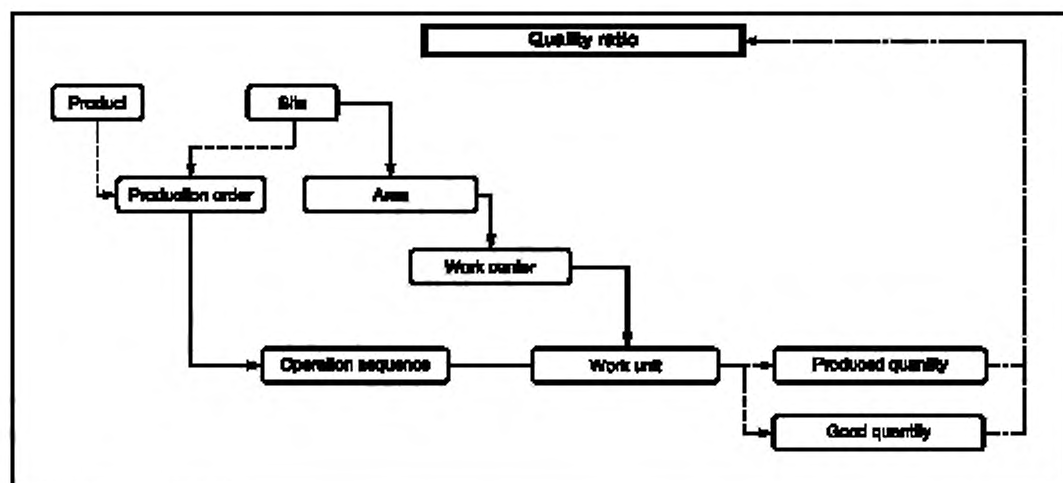 Quality ratio
Product
Site
Production order
Area
Work center
Operation sequence
Work unit
Produced quantity
Good quantity